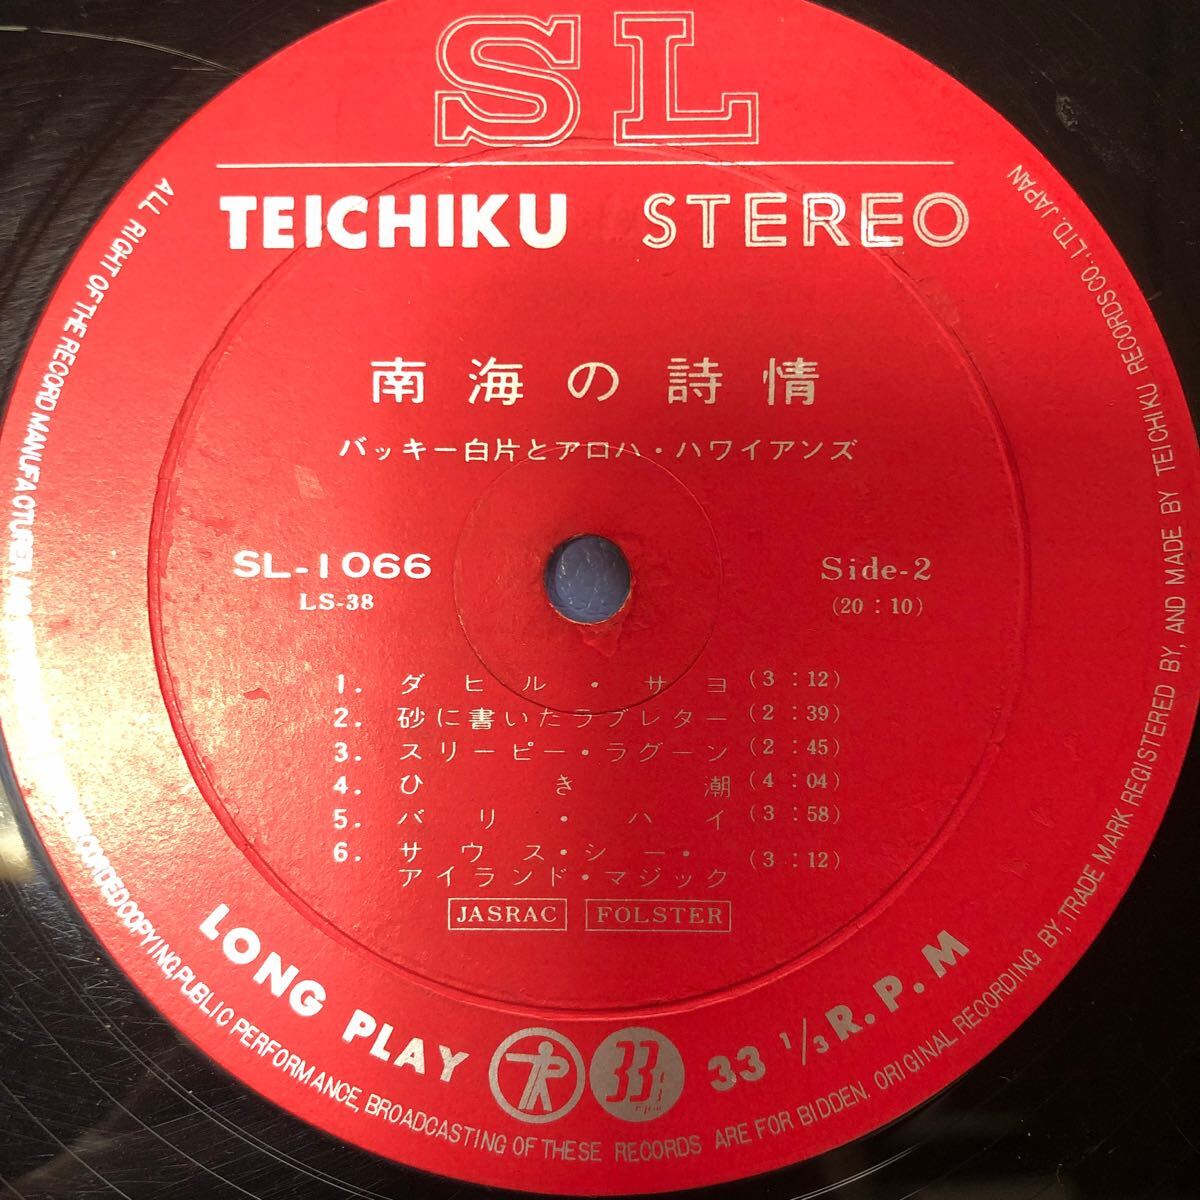 SL
TEICHIKU STEREO
南海の詩情
バッキー白片とアロハ・ハワイアンズ
SL-1066
LS-38
Side-2
(20:10)
1. ダヒル・サヨ (3:12)
2. 砂に書いたラブレター (2:39)
3. スリーピー・ラグーン (2:45)
4. ひき潮 (4:04)
5. バリ・ハイ (3:58)
6. サウス・シー・ (3:12)
アイランド・マジック
JASRAC FOLSTER
LONG PLAY
33
33 1/3 R.P.M
ALL RIGHT OF THE RECORD MANUFAOTURER RECORDED COPYING, PUBLIC PERFORMANCE, BROADCASTING OF THESE RECORDS ARE FOR BIDDEN. ORIGINAL RECORDING BY, TRADE MARK REGISTERED BY, AND MADE BY TEICHIKU RECORDS CO., LTD. JAPAN